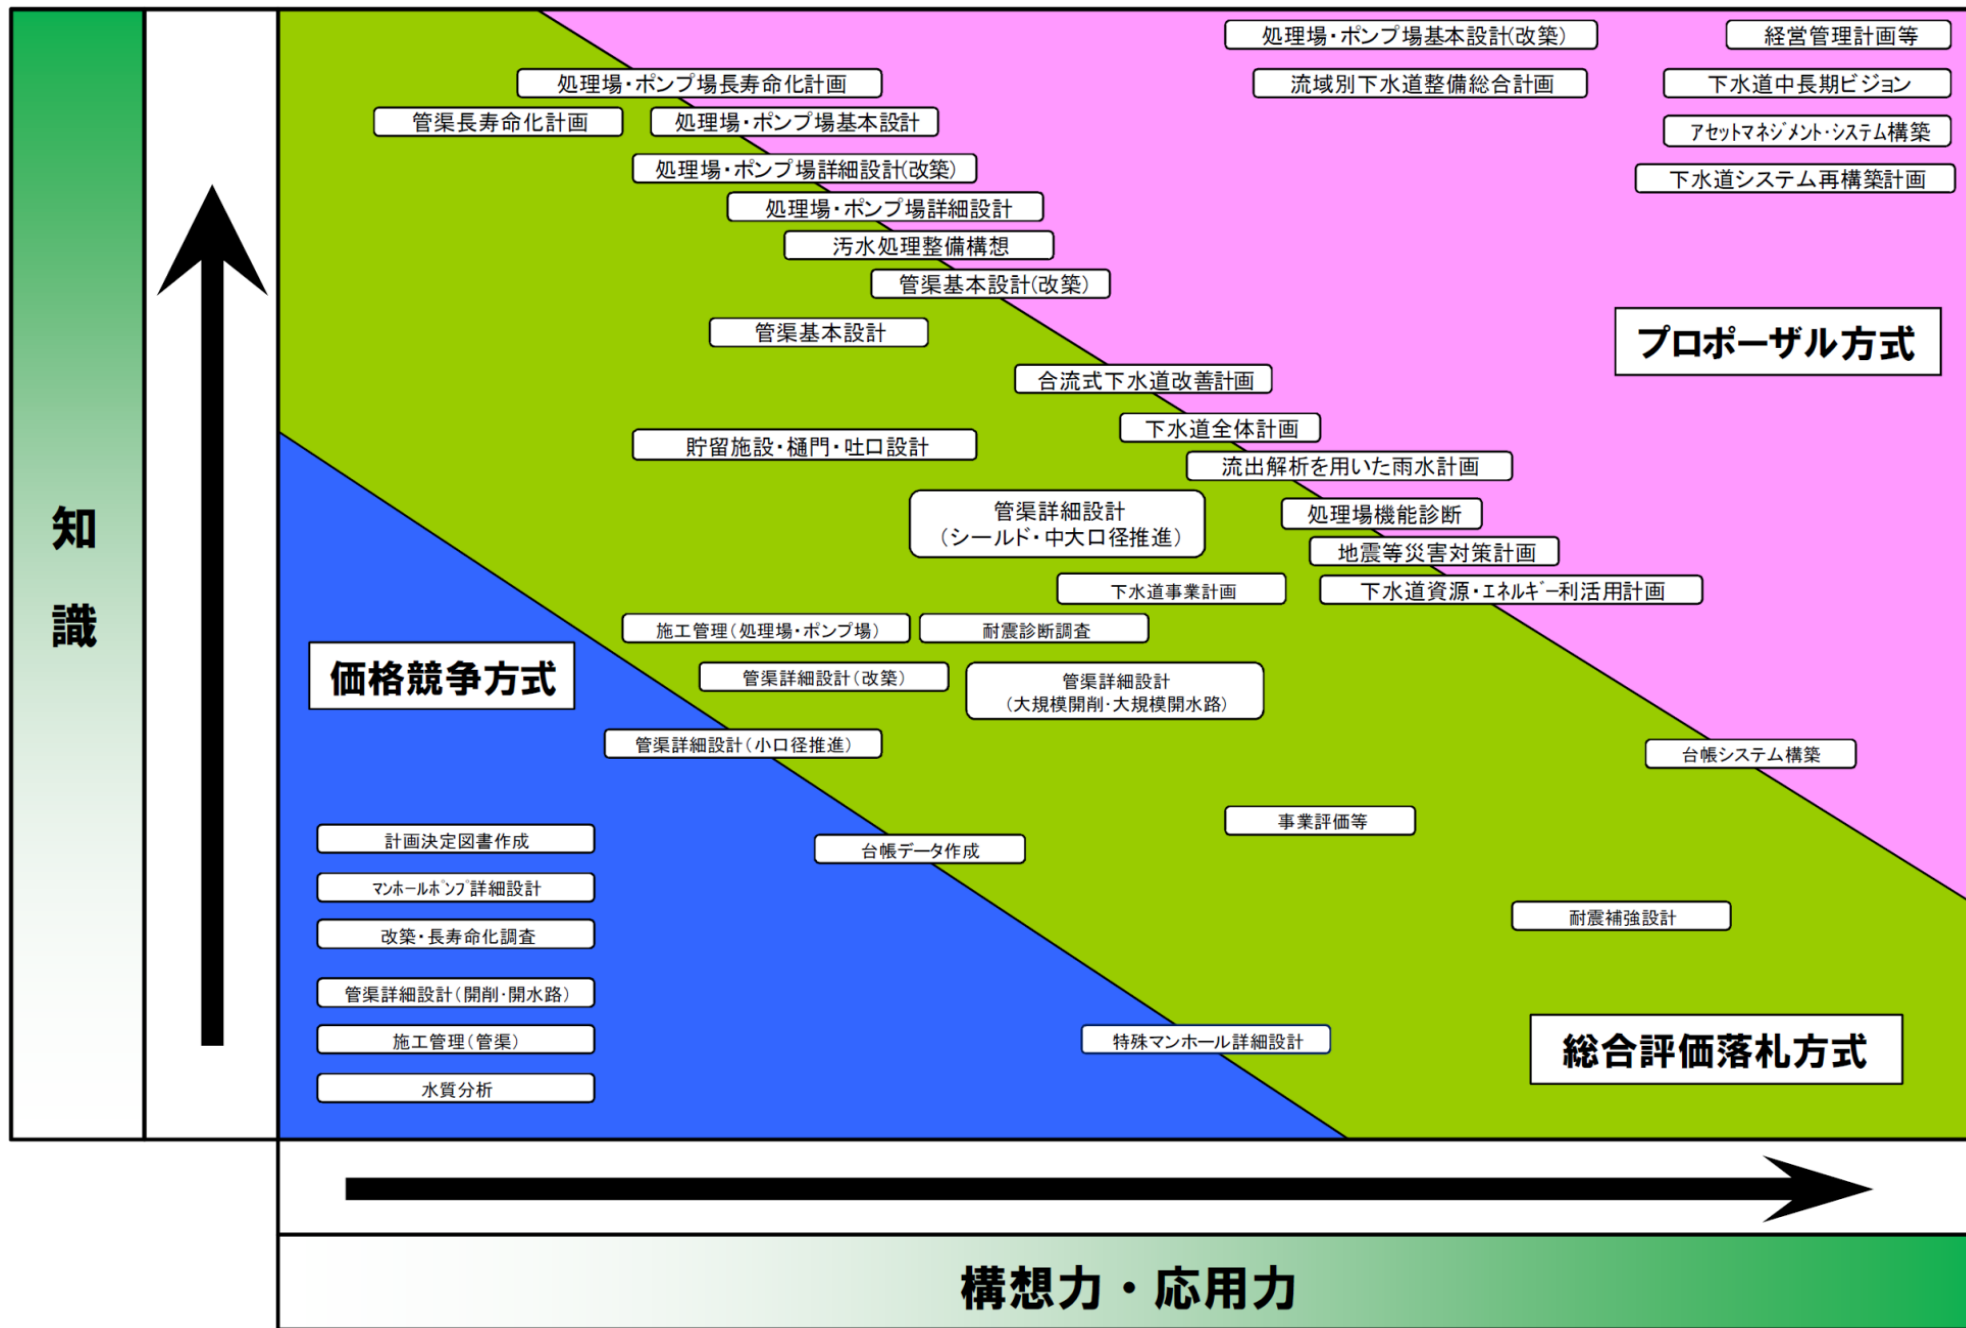 処理場・ポンプ場基本設計(改築)
経営管理計画等
処理場・ポンプ場長寿命化計画
流域別下水道整備総合計画
下水道中長期ビジョン
管渠長寿命化計画
処理場・ポンプ場基本設計
アセットマネジメント・システム構築
処理場・ポンプ場詳細設計(改築)
下水道システム再構築計画
処理場・ポンプ場詳細設計
汚水処理整備構想
管渠基本設計(改築)
管渠基本設計
プロポーザル方式
合流式下水道改善計画
下水道全体計画
貯留施設・樋門・吐口設計
流出解析を用いた雨水計画
管渠詳細設計
(シールド・中大口径推進)
処理場機能診断
地震等災害対策計画
下水道事業計画
下水道資源・エネルギー利活用計画
知
識
施工管理(処理場・ポンプ場)
耐震診断調査
価格競争方式
管渠詳細設計(改築)
管渠詳細設計
(大規模開削・大規模開水路)
管渠詳細設計(小口径推進)
台帳システム構築
事業評価等
計画決定図書作成
台帳データ作成
マンホールポンプ詳細設計
耐震補強設計
改築・長寿命化調査
管渠詳細設計(開削・開水路)
施工管理(管渠)
特殊マンホール詳細設計
総合評価落札方式
水質分析
構想力・応用力